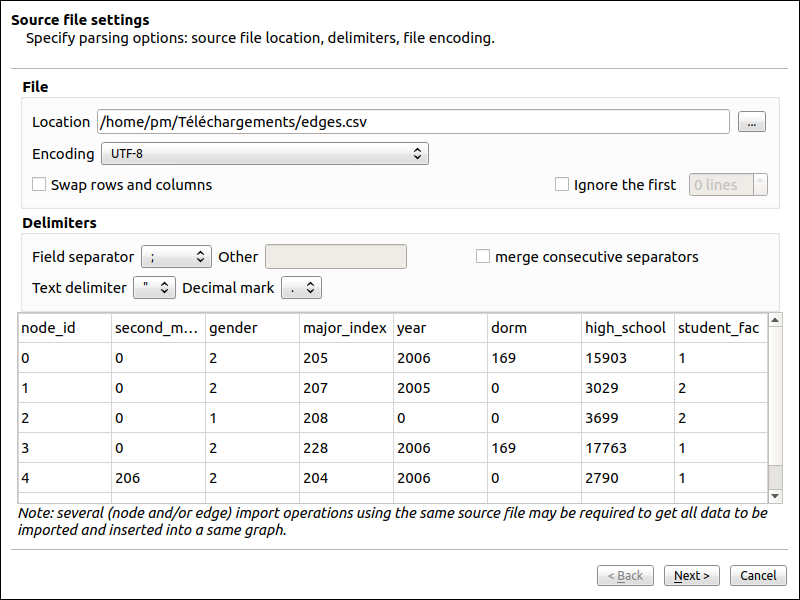 Source file settings
Specify parsing options: source file location, delimiters, file encoding.
File
Location /home/pm/Téléchargements/edges.csv ...
Encoding UTF-8
Swap rows and columns Ignore the first 0 lines
Delimiters
Field separator ; Other merge consecutive separators
Text delimiter " Decimal mark .
node_id second_m... gender major_index year dorm high_school student_fac
0 0 2 205 2006 169 15903 1
1 0 2 207 2005 0 3029 2
2 0 1 208 0 0 3699 2
3 0 2 228 2006 169 17763 1
4 206 2 204 2006 0 2790 1
Note: several (node and/or edge) import operations using the same source file may be required to get all data to be
imported and inserted into a same graph.
< Back Next > Cancel